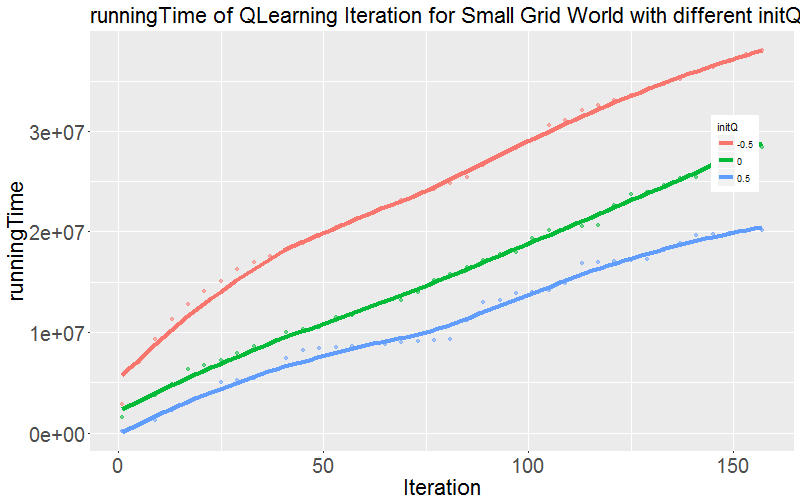 runningTime of QLearning Iteration for Small Grid World with different initQ
runningTime
3e+07
2e+07
1e+07
0e+00
initQ
-0.5
0
0.5
0
50
100
150
Iteration